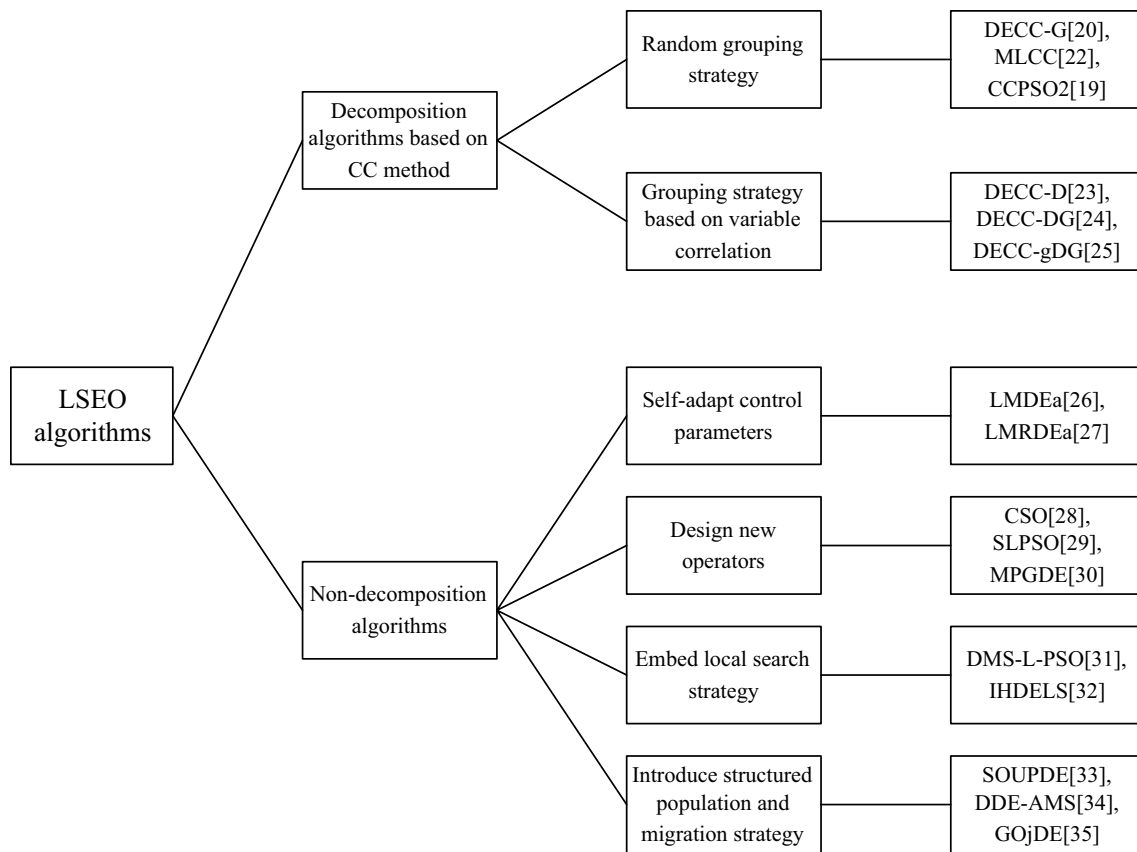 LSEO
algorithms
Decomposition
algorithms based on
CC method
Random grouping
strategy
DECC-G[20],
MLCC[22],
CCPSO2[19]
Grouping strategy
based on variable
correlation
DECC-D[23],
DECC-DG[24],
DECC-gDG[25]
Non-decomposition
algorithms
Self-adapt control
parameters
LMDEa[26],
LMRDEa[27]
Design new
operators
CSO[28],
SLPSO[29],
MPGDE[30]
Embed local search
strategy
DMS-L-PSO[31],
IHDELS[32]
Introduce structured
population and
migration strategy
SOUPDE[33],
DDE-AMS[34],
GOjDE[35]